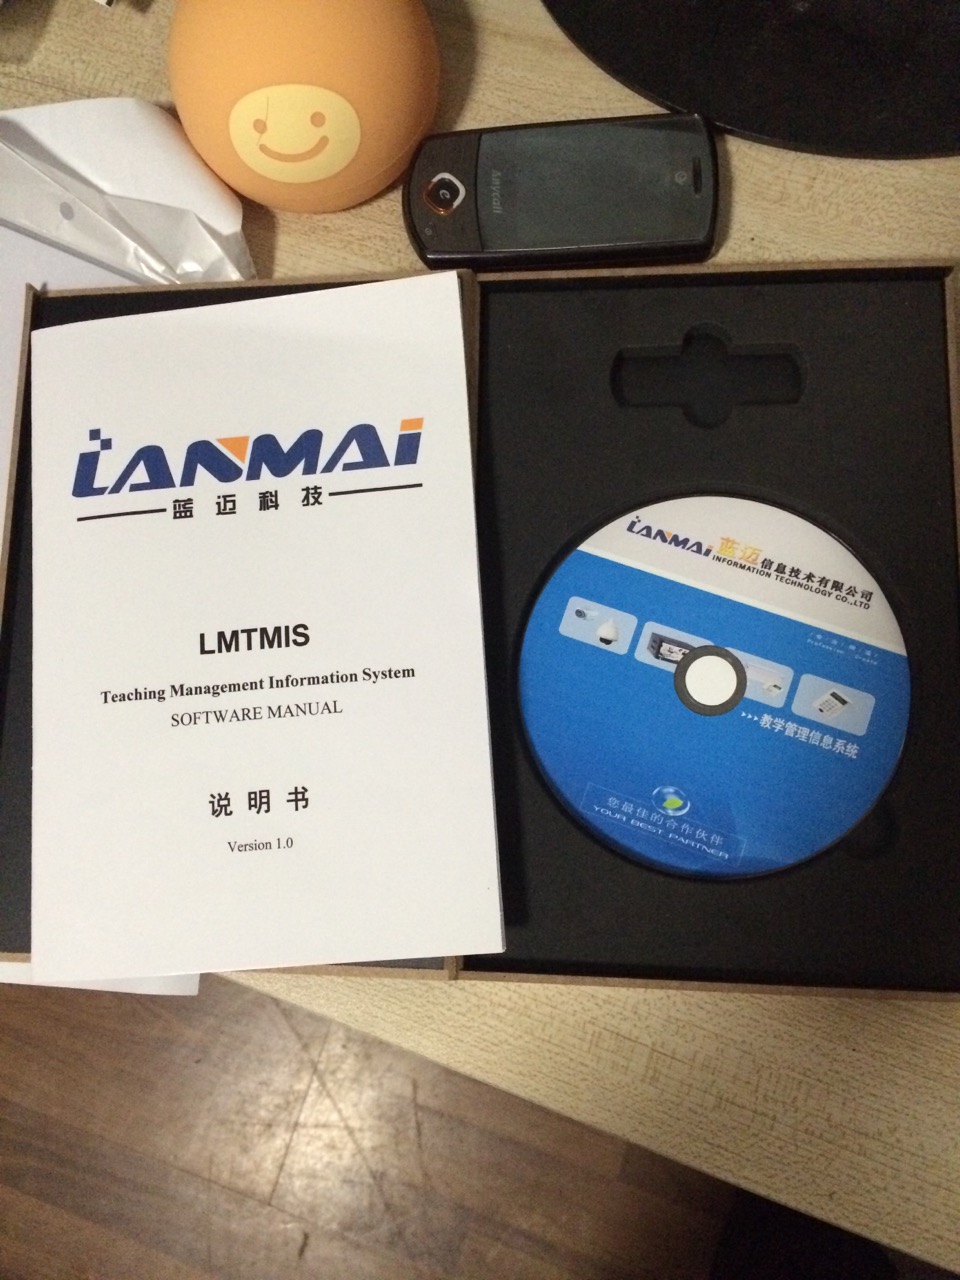 Anycall
LANMAI
蓝迈科技
LMTMIS
Teaching Management Information System
SOFTWARE MANUAL
说明书
Version 1.0
LANMAI 蓝迈信息技术有限公司
INFORMATION TECHNOLOGY CO.,LTD
教学管理信息系统
您最佳的合作伙伴
YOUR BEST PARTNER